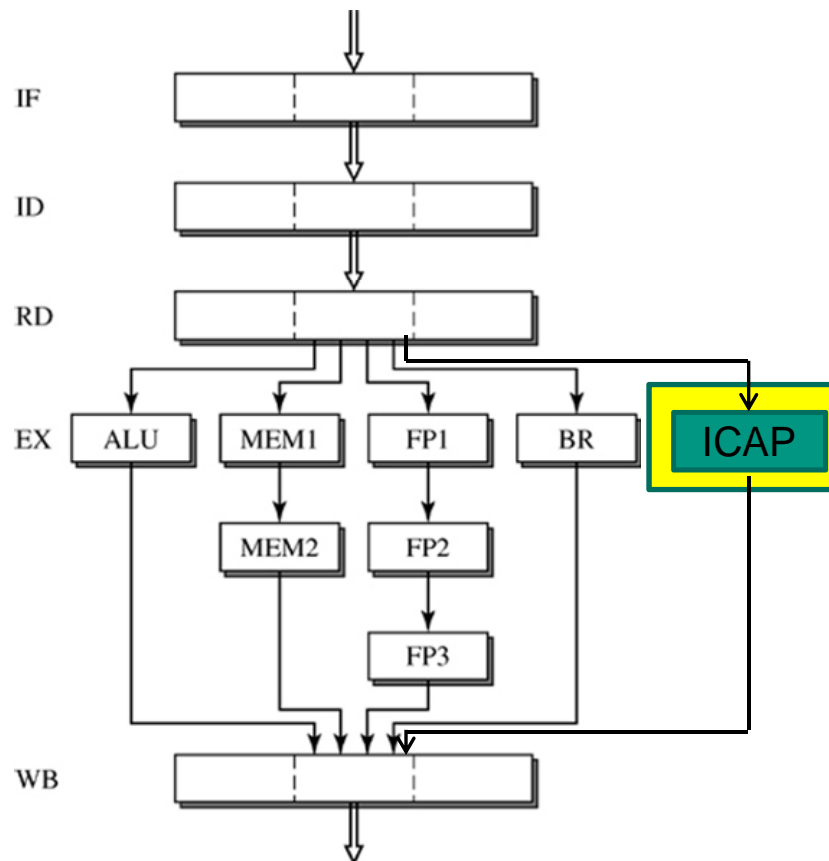 IF
ID
RD
EX
ALU
MEM1
FP1
BR
ICAP
MEM2
FP2
FP3
WB